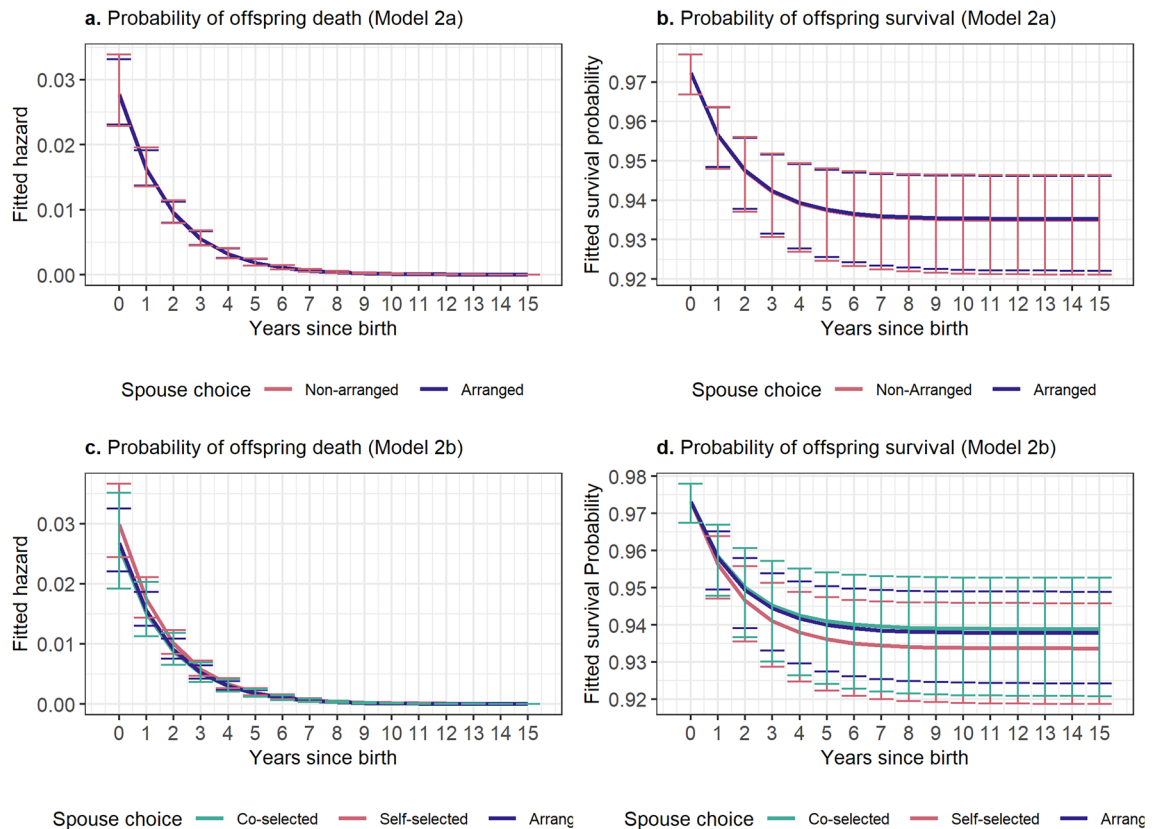 a. Probability of offspring death (Model 2a)
Fitted hazard
0.03
0.02
0.01
0.00
0 1 2 3 4 5 6 7 8 9 10 11 12 13 14 15
Years since birth
Spouse choice Non-arranged Arranged
b. Probability of offspring survival (Model 2a)
Fitted survival probability
0.97
0.96
0.95
0.94
0.93
0.92
0 1 2 3 4 5 6 7 8 9 10 11 12 13 14 15
Years since birth
Spouse choice Non-Arranged Arranged
c. Probability of offspring death (Model 2b)
Fitted hazard
0.03
0.02
0.01
0.00
0 1 2 3 4 5 6 7 8 9 10 11 12 13 14 15
Years since birth
Spouse choice Co-selected Self-selected Arrang
d. Probability of offspring survival (Model 2b)
Fitted survival Probability
0.98
0.97
0.96
0.95
0.94
0.93
0.92
0 1 2 3 4 5 6 7 8 9 10 11 12 13 14 15
Years since birth
Spouse choice Co-selected Self-selected Arrang